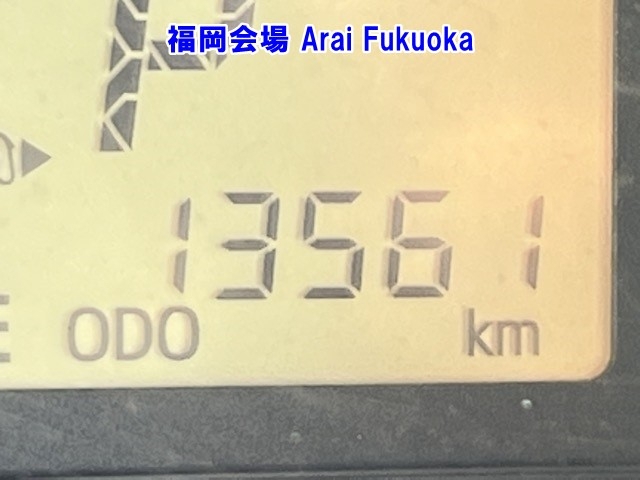 福岡会場 Arai Fukuoka
P
13561
ODO km